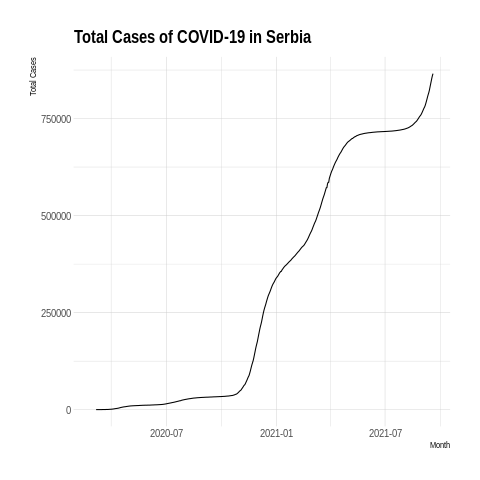 Total Cases of COVID-19 in Serbia
Total Cases
750000
500000
250000
0
2020-07
2021-01
2021-07
Month